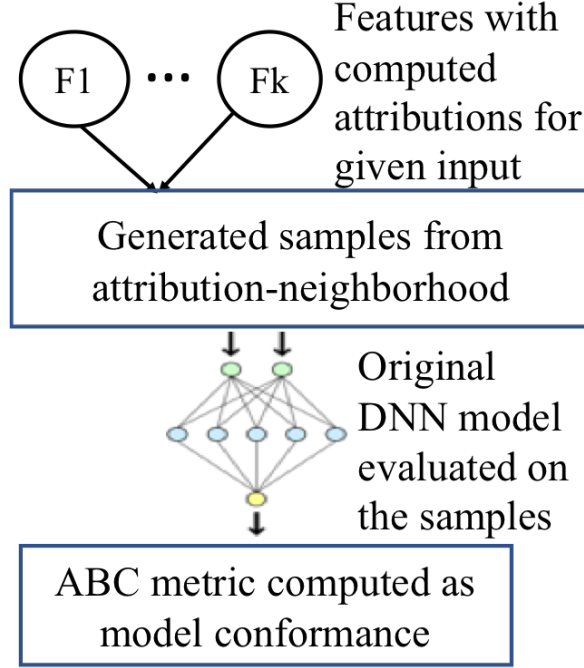 F1 ... Fk
Features with
computed
attributions for
given input
Generated samples from
attribution-neighborhood
Original
DNN model
evaluated on
the samples
ABC metric computed as
model conformance